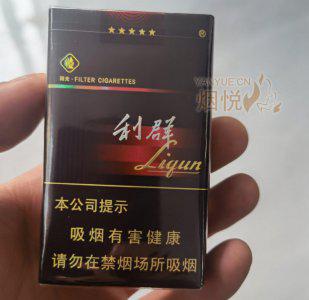 ★★★★★
®
YANYUE.CN
烟悦
·FILTER CIGARETTES
利群
Liqun
本公司提示
吸烟有害健康
请勿在禁烟场所吸烟